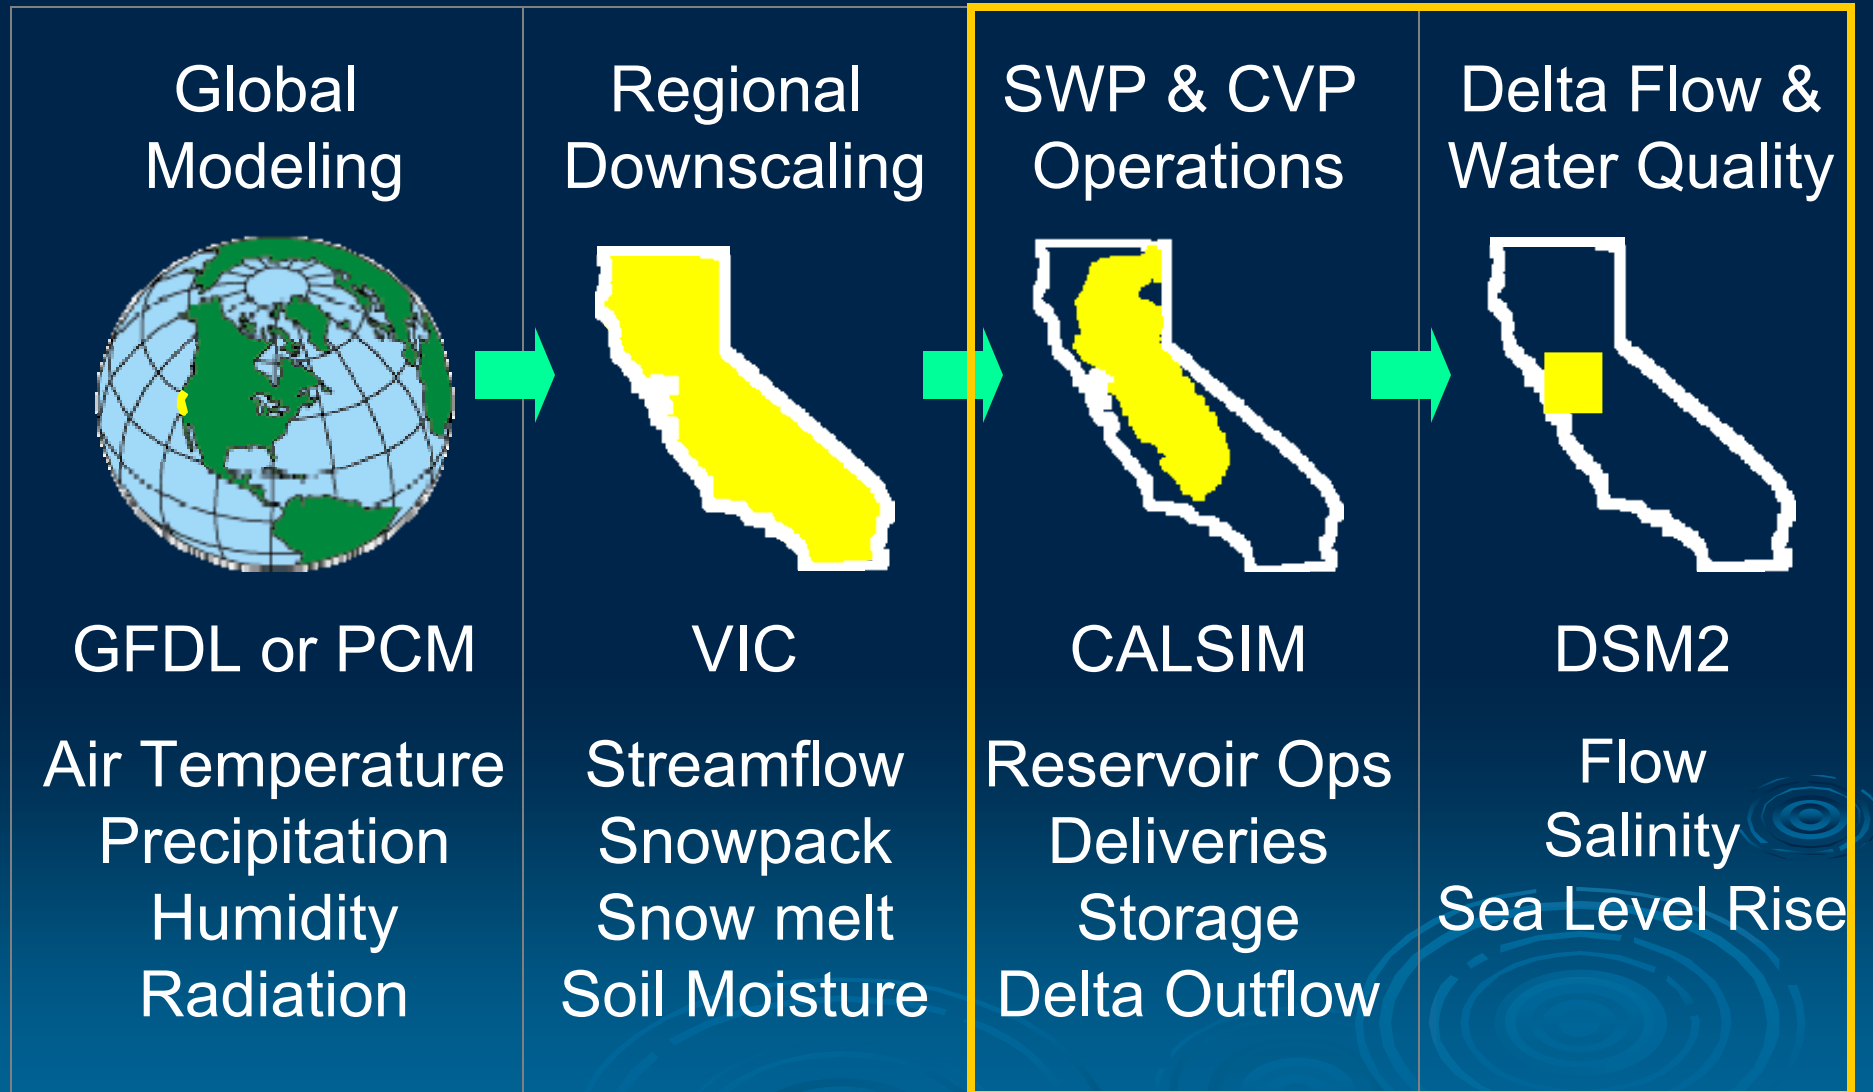 Global
Modeling
GFDL or PCM
Air Temperature
Precipitation
Humidity
Radiation
Regional
Downscaling
VIC
Streamflow
Snowpack
Snow melt
Soil Moisture
SWP & CVP
Operations
CALSIM
Reservoir Ops
Deliveries
Storage
Delta Outflow
Delta Flow &
Water Quality
DSM2
Flow
Salinity
Sea Level Rise